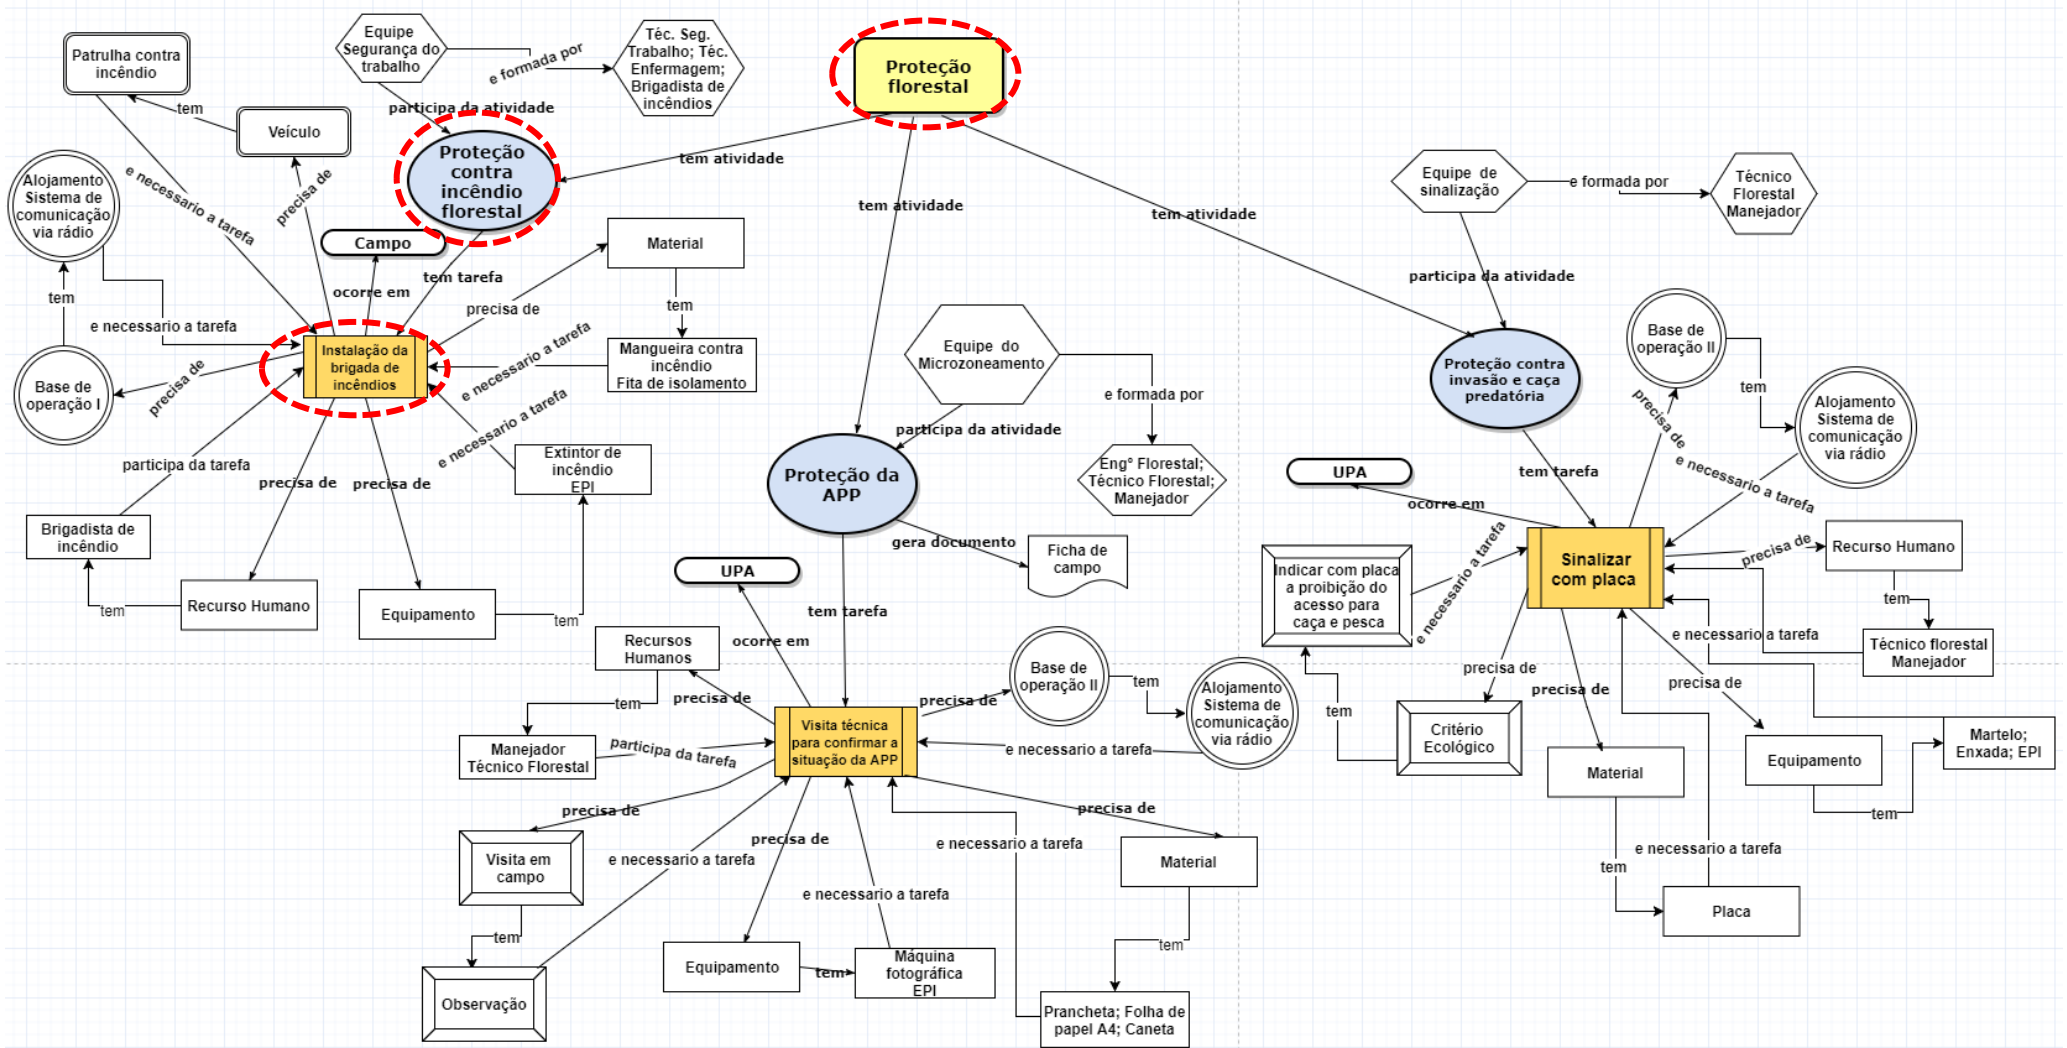 Patrulha contra
incêndio
Equipe
Segurança do
trabalho
e formada por
Téc. Seg.
Trabalho; Téc.
Enfermagem;
Brigadista de
incêndios
Proteção
florestal
tem
Veículo
participa da atividade
Proteção
contra
incêndio
florestal
tem atividade
tem atividade
tem atividade
Alojamento
Sistema de
comunicação
via rádio
e necessario a tarefa
precisa de
Campo
ocorre em
tem tarefa
Material
precisa de
tem
tem
e necessario a tarefa
Instalação da
brigada de
incêndios
e necessario a tarefa
Mangueira contra
incêndio
Fita de isolamento
Base de
operação I
precisa de
e necessario a tarefa
participa da tarefa
precisa de
precisa de
Extintor de
incêndio
EPI
Brigadista de
incêndio
tem
Recurso Humano
Equipamento
tem
Equipe do
Microzoneamento
e formada por
participa da atividade
Engº Florestal;
Técnico Florestal;
Manejador
Proteção da
APP
gera documento
Ficha de
campo
UPA
tem tarefa
ocorre em
Recursos
Humanos
precisa de
tem
Manejador
Técnico Florestal
participa da tarefa
Visita técnica
para confirmar a
situação da APP
precisa de
Base de
operação II
tem
Alojamento
Sistema de
comunicação
via rádio
e necessario a tarefa
precisa de
Visita em
campo
tem
Observação
e necessario a tarefa
precisa de
Equipamento
tem
Máquina
fotográfica
EPI
e necessario a tarefa
e necessario a tarefa
precisa de
Material
tem
Prancheta; Folha de
papel A4; Caneta
Equipe de
sinalização
e formada por
Técnico
Florestal
Manejador
participa da atividade
Proteção contra
invasão e caça
predatória
tem tarefa
Base de
operação II
tem
Alojamento
Sistema de
comunicação
via rádio
precisa de
e necessario a tarefa
UPA
ocorre em
Sinalizar
com placa
precisa de
Recurso Humano
tem
Técnico florestal
Manejador
e necessario a tarefa
Indicar com placa
a proibição do
acesso para
caça e pesca
e necessario a tarefa
tem
Critério
Ecológico
precisa de
precisa de
precisa de
Material
tem
Placa
e necessario a tarefa
Equipamento
tem
Martelo;
Enxada; EPI